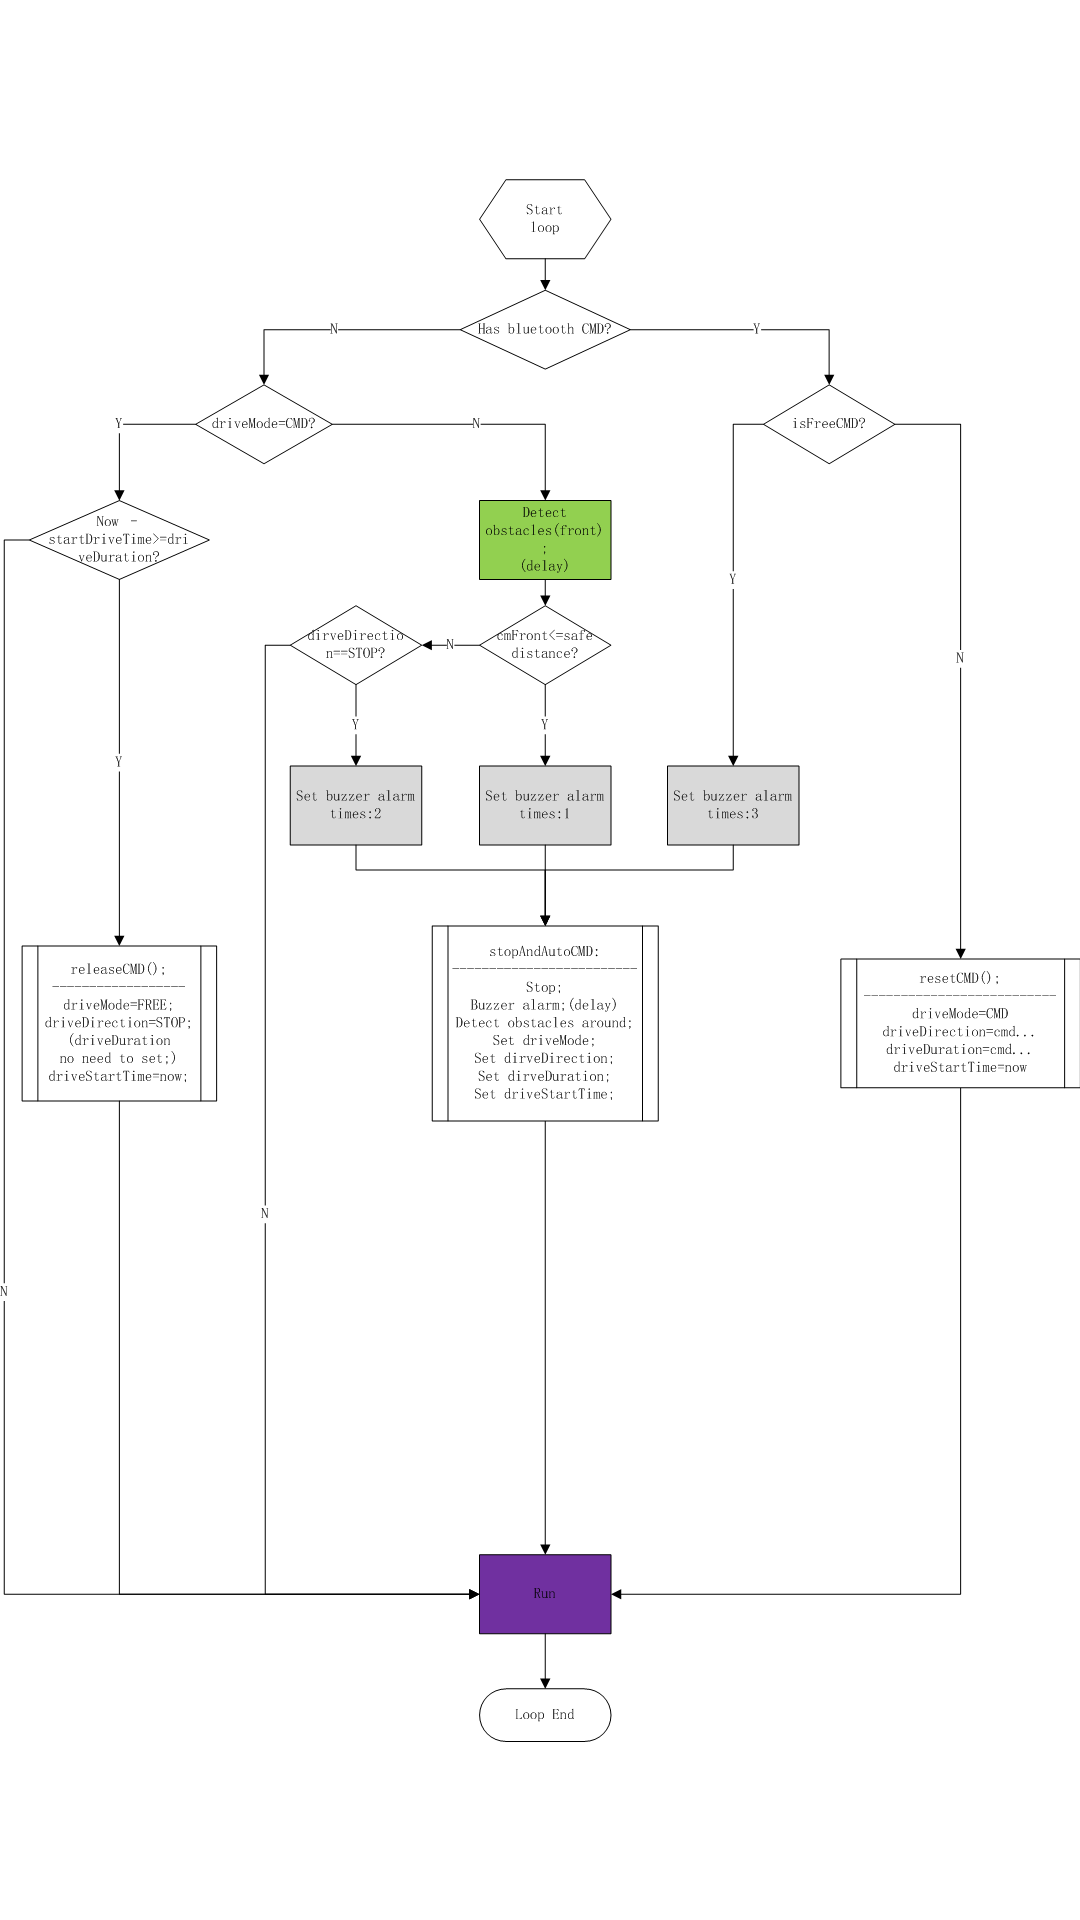 Start
loop
Has bluetooth CMD?
N
Y
driveMode=CMD?
isFreeCMD?
Y
N
Now -
startDriveTime>=dri
veDuration?
Detect
obstacles(front)
;
(delay)
Y
dirveDirectio
n==STOP?
N
cmFront<=safe
distance?
N
Y
Y
Y
Set buzzer alarm
times:2
Set buzzer alarm
times:1
Set buzzer alarm
times:3
releaseCMD();
------------------
driveMode=FREE;
driveDirection=STOP;
(driveDuration
no need to set;)
driveStartTime=now;
stopAndAutoCMD:
-------------------------
Stop;
Buzzer alarm;(delay)
Detect obstacles around;
Set driveMode;
Set dirveDirection;
Set dirveDuration;
Set driveStartTime;
resetCMD();
--------------------------
driveMode=CMD
driveDirection=cmd...
driveDuration=cmd...
driveStartTime=now
N
N
Run
Loop End